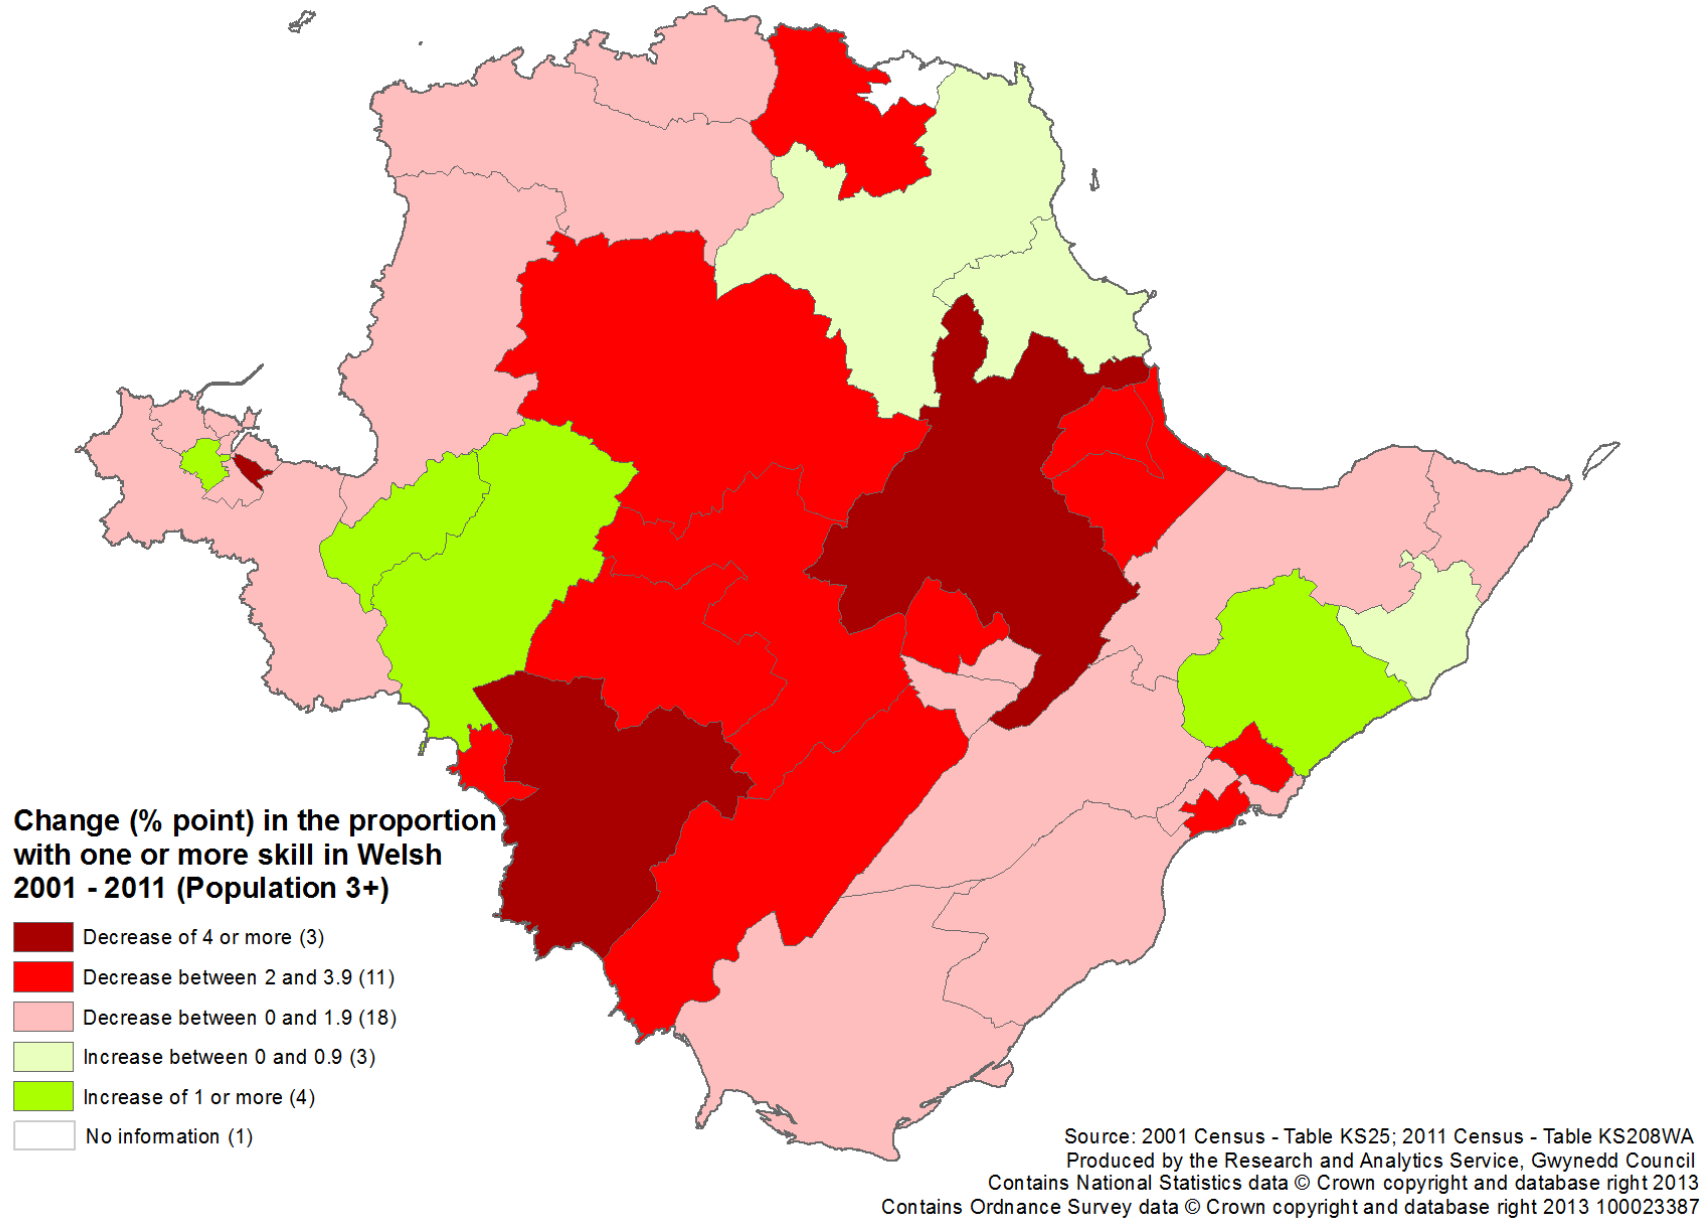 Change (% point) in the proportion
with one or more skill in Welsh
2001 - 2011 (Population 3+)
Decrease of 4 or more (3)
Decrease between 2 and 3.9 (11)
Decrease between 0 and 1.9 (18)
Increase between 0 and 0.9 (3)
Increase of 1 or more (4)
No information (1)
Source: 2001 Census - Table KS25; 2011 Census - Table KS208WA
Produced by the Research and Analytics Service, Gwynedd Council
Contains National Statistics data © Crown copyright and database right 2013
Contains Ordnance Survey data © Crown copyright and database right 2013 100023387